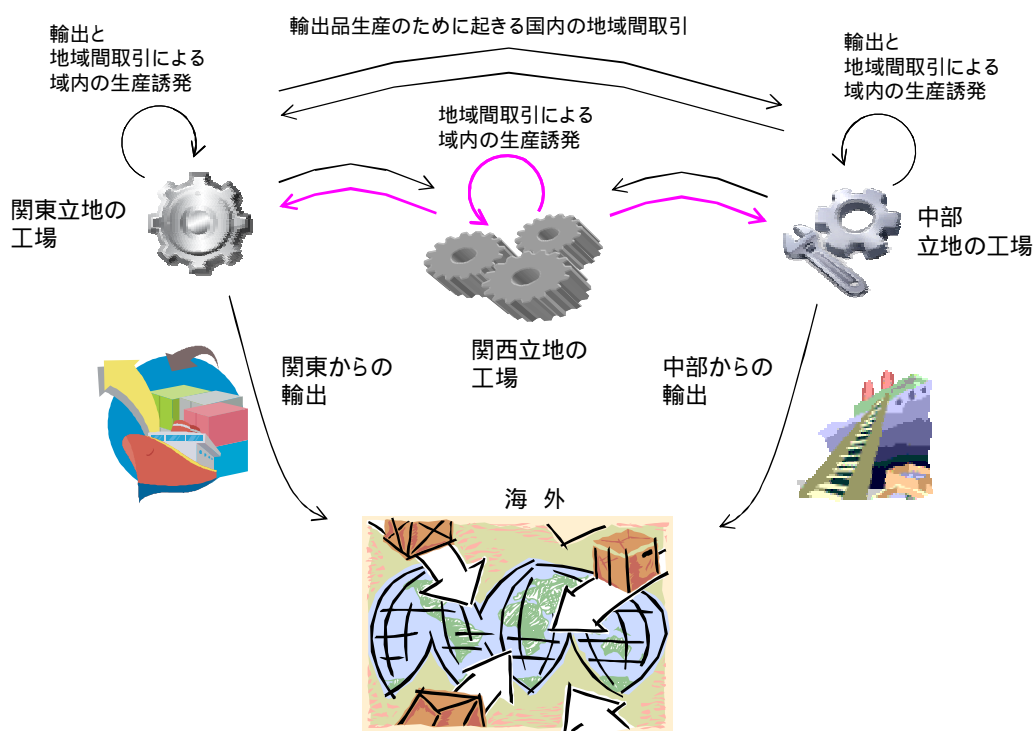 輸出品生産のために起きる国内の地域間取引
輸出と
地域間取引による
域内の生産誘発
輸出と
地域間取引による
域内の生産誘発
地域間取引による
域内の生産誘発
関東立地の
工場
中部
立地の工場
関西立地の
工場
関東からの
輸出
中部からの
輸出
海 外